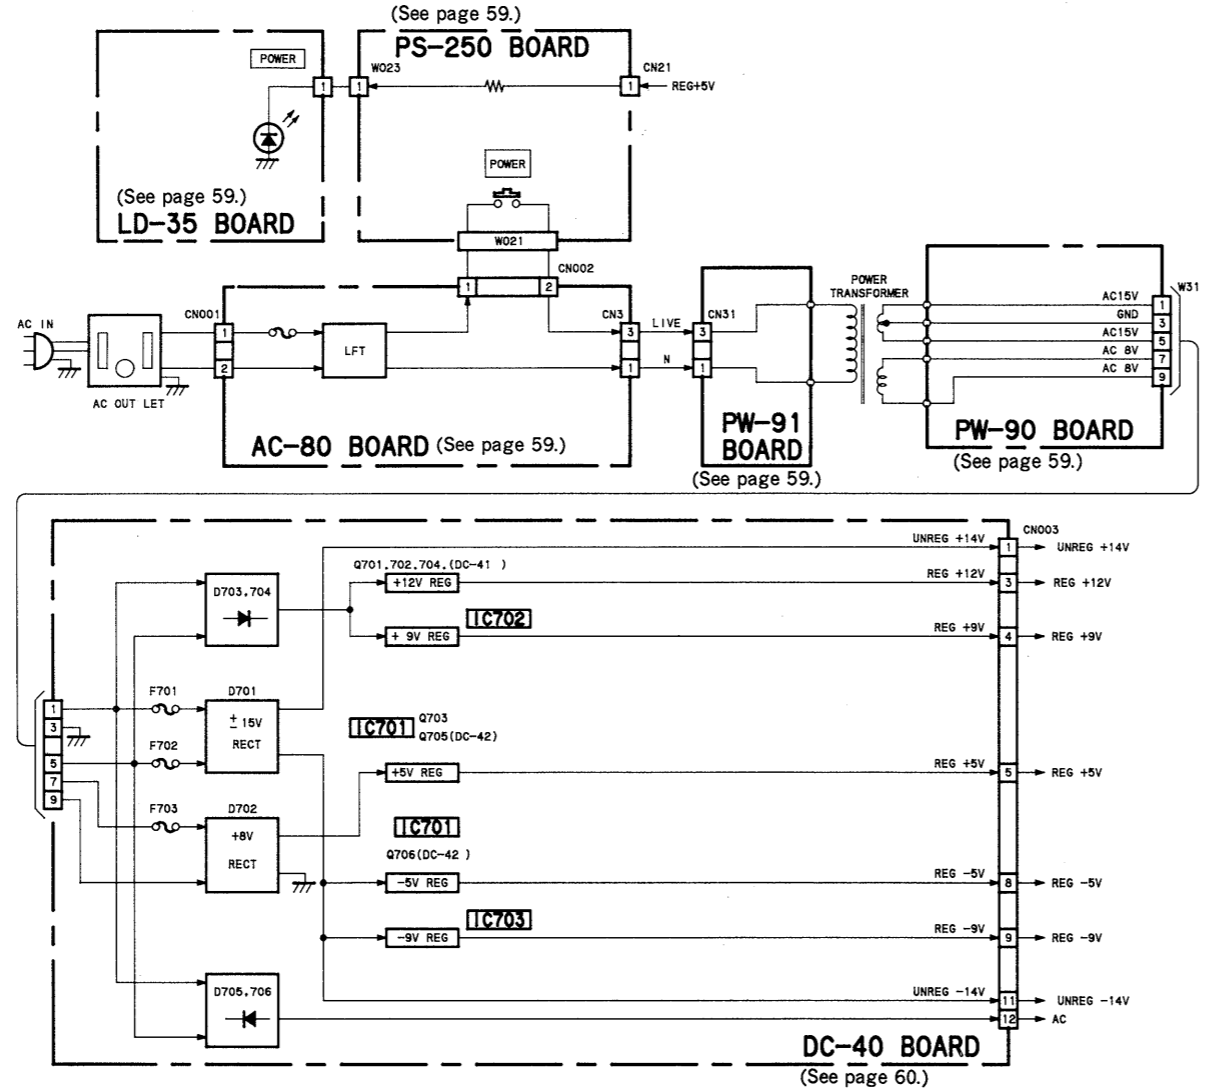 (See page 59.)
PS-250 BOARD
POWER
1
1
W023
CN21
1
REG+5V
POWER
(See page 59.)
LD-35 BOARD
W021
CN002
1
2
AC IN
AC OUT LET
CN001
1
2
LFT
CN3
3
1
LIVE
N
AC-80 BOARD (See page 59.)
CN31
3
1
PW-91
BOARD
(See page 59.)
POWER
TRANSFORMER
W31
AC15V
1
GND
3
AC15V
5
AC 8V
7
AC 8V
9
PW-90 BOARD
(See page 59.)
CN003
UNREG +14V
1
UNREG +14V
Q701,702,704,(DC-41 )
+12V REG
REG +12V
3
REG +12V
D703,704
IC702
+ 9V REG
REG +9V
4
REG +9V
1
3
5
7
9
F701
F702
F703
D701
± 15V
RECT
IC701
Q703
Q705(DC-42)
+5V REG
REG +5V
5
REG +5V
D702
+8V
RECT
IC701
Q706(DC-42 )
-5V REG
REG -5V
8
REG -5V
IC703
-9V REG
REG -9V
9
REG -9V
D705,706
UNREG -14V
11
UNREG -14V
12
AC
DC-40 BOARD
(See page 60.)